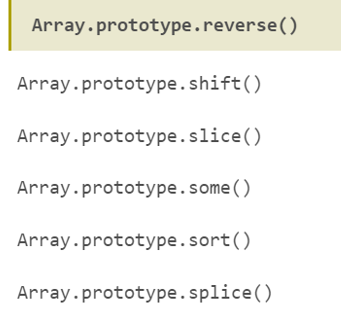 Array.prototype.reverse()
Array.prototype.shift()
Array.prototype.slice()
Array.prototype.some()
Array.prototype.sort()
Array.prototype.splice()